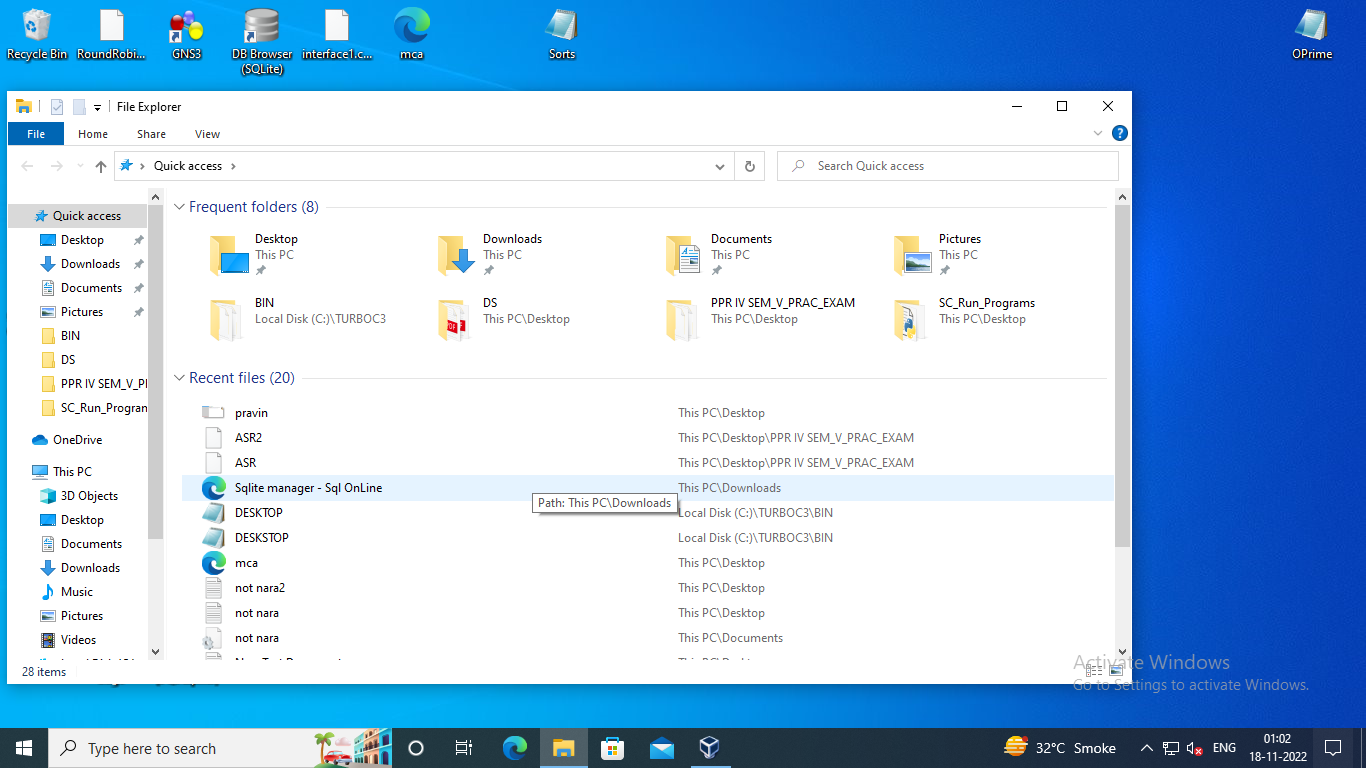 Recycle Bin
RoundRobi...
GNS3
DB Browser
(SQLite)
interface1.c...
mca
Sorts
OPrime
File Explorer
File
Home
Share
View
Quick access
Search Quick access
Quick access
Desktop
Downloads
Documents
Pictures
BIN
DS
PPR IV SEM_V_PI
SC_Run_Program
OneDrive
This PC
3D Objects
Desktop
Documents
Downloads
Music
Pictures
Videos
Frequent folders (8)
Desktop
This PC
Downloads
This PC
Documents
This PC
Pictures
This PC
BIN
Local Disk (C:)\TURBOC3
DS
This PC\Desktop
PPR IV SEM_V_PRAC_EXAM
This PC\Desktop
SC_Run_Programs
This PC\Desktop
Recent files (20)
pravin This PC\Desktop
ASR2 This PC\Desktop\PPR IV SEM_V_PRAC_EXAM
ASR This PC\Desktop\PPR IV SEM_V_PRAC_EXAM
Sqlite manager - Sql OnLine This PC\Downloads
Path: This PC\Downloads
DESKTOP Local Disk (C:)\TURBOC3\BIN
DESKSTOP Local Disk (C:)\TURBOC3\BIN
mca This PC\Desktop
not nara2 This PC\Desktop
not nara This PC\Desktop
not nara This PC\Documents
28 items
Activate Windows
Go to Settings to activate Windows.
Type here to search
32°C Smoke
ENG
01:02
18-11-2022